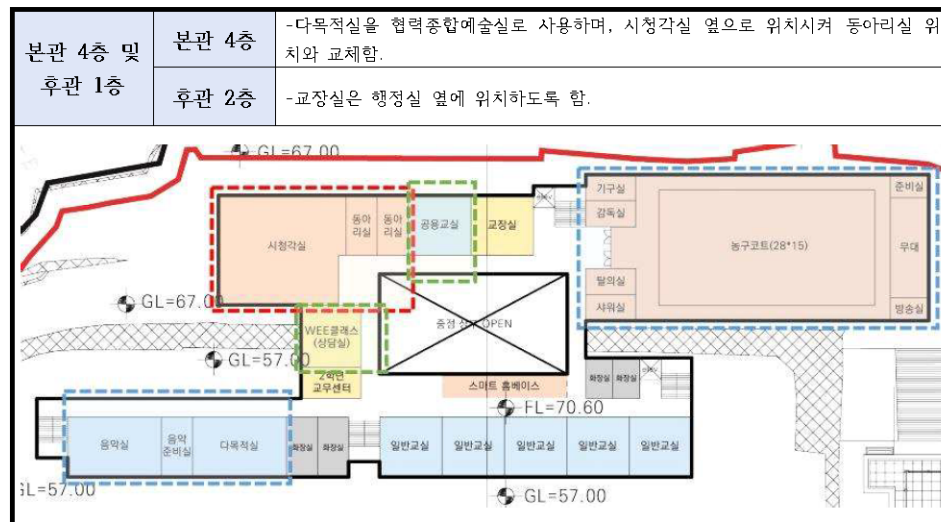 본관 4층 및
후관 1층
본관 4층
-다목적실을 협력종합예술실로 사용하며, 시청각실 옆으로 위치시켜 동아리실 위
치와 교체함.
후관 2층
-교장실은 행정실 옆에 위치하도록 함.
GL=67.00
기구실
준비실
감독실
동아
리실
동아
리실
공용교실
교장실
시청각실
농구코트(28*15)
무대
탈의실
GL=67.00
샤워실
방송실
WEE클래스
(상담실)
OPEN
GL=57.00
2학년
교무센터
스마트 홈베이스
화장실
화장실
FL=70.60
음악실
음악
준비실
다목적실
화장실
화장실
일반교실
일반교실
일반교실
일반교실
일반교실
GL=57.00
GL=57.00